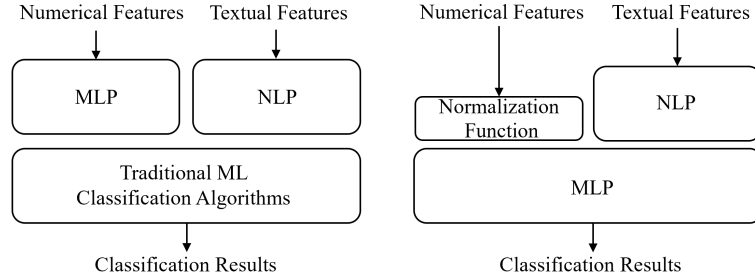 Numerical Features
Textual Features
MLP
NLP
Traditional ML
Classification Algorithms
Classification Results
Numerical Features
Textual Features
Normalization
Function
NLP
MLP
Classification Results